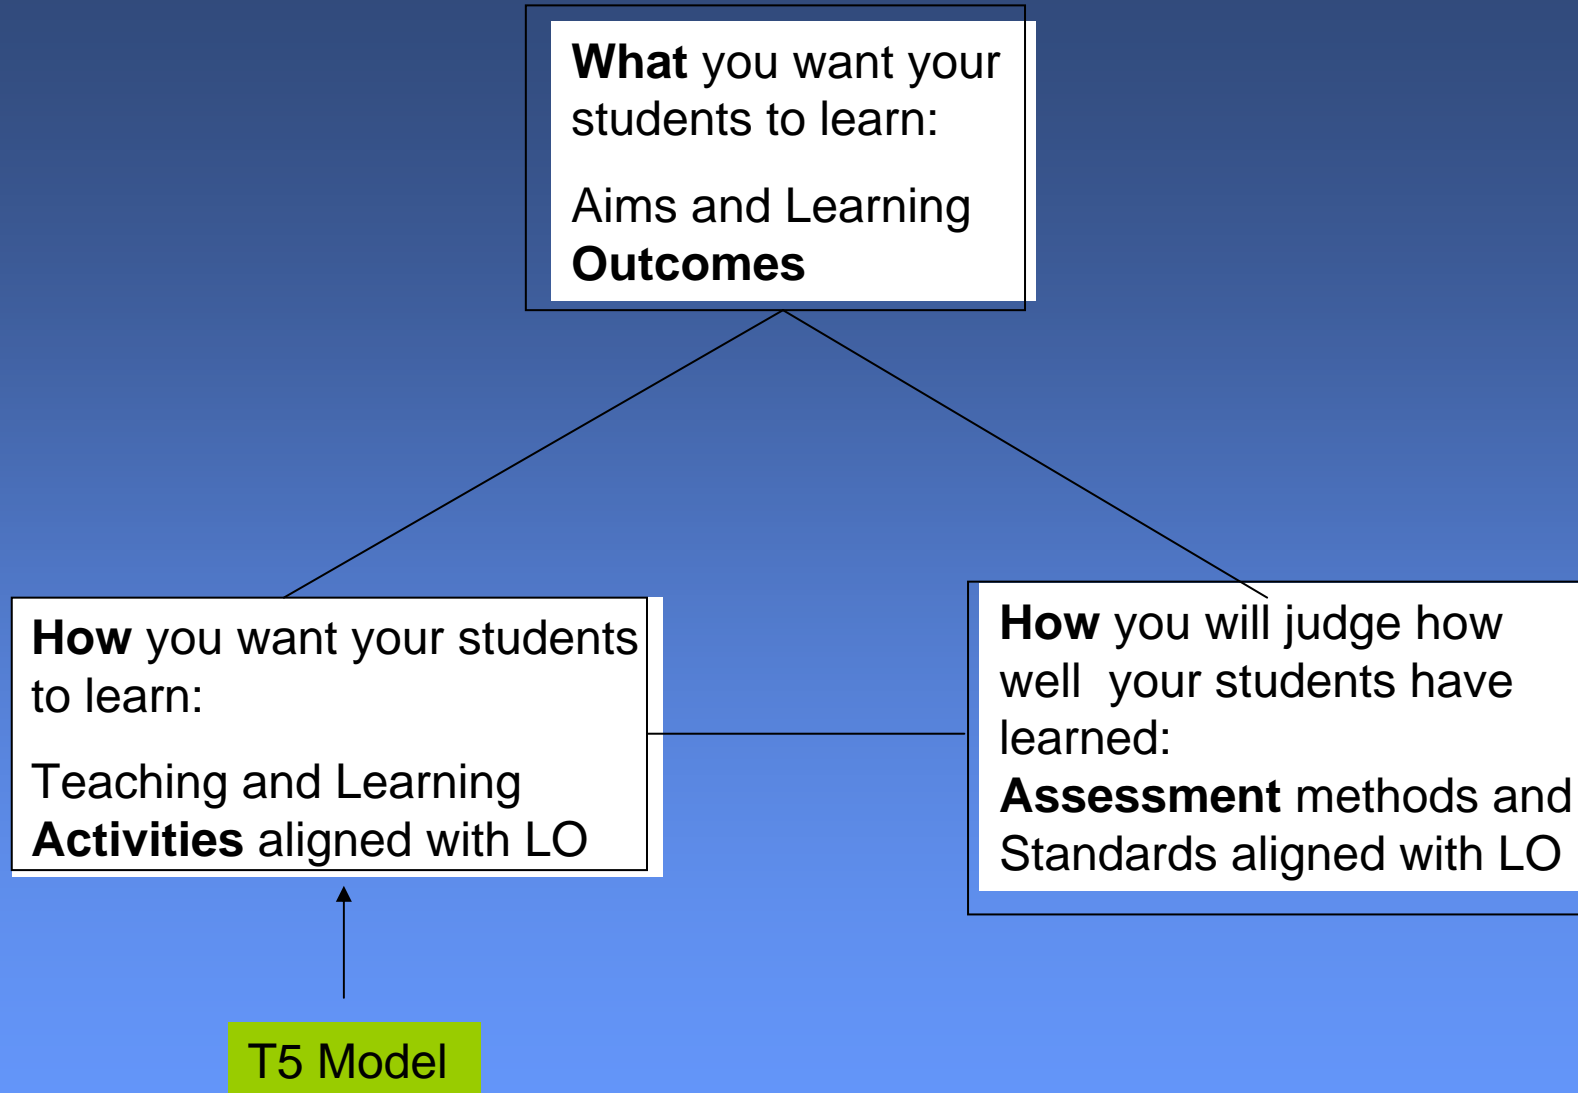 What you want your
students to learn:
Aims and Learning
Outcomes
How you want your students
to learn:
Teaching and Learning
Activities aligned with LO
How you will judge how
well  your students have
learned:
Assessment methods and
Standards aligned with LO
T5 Model